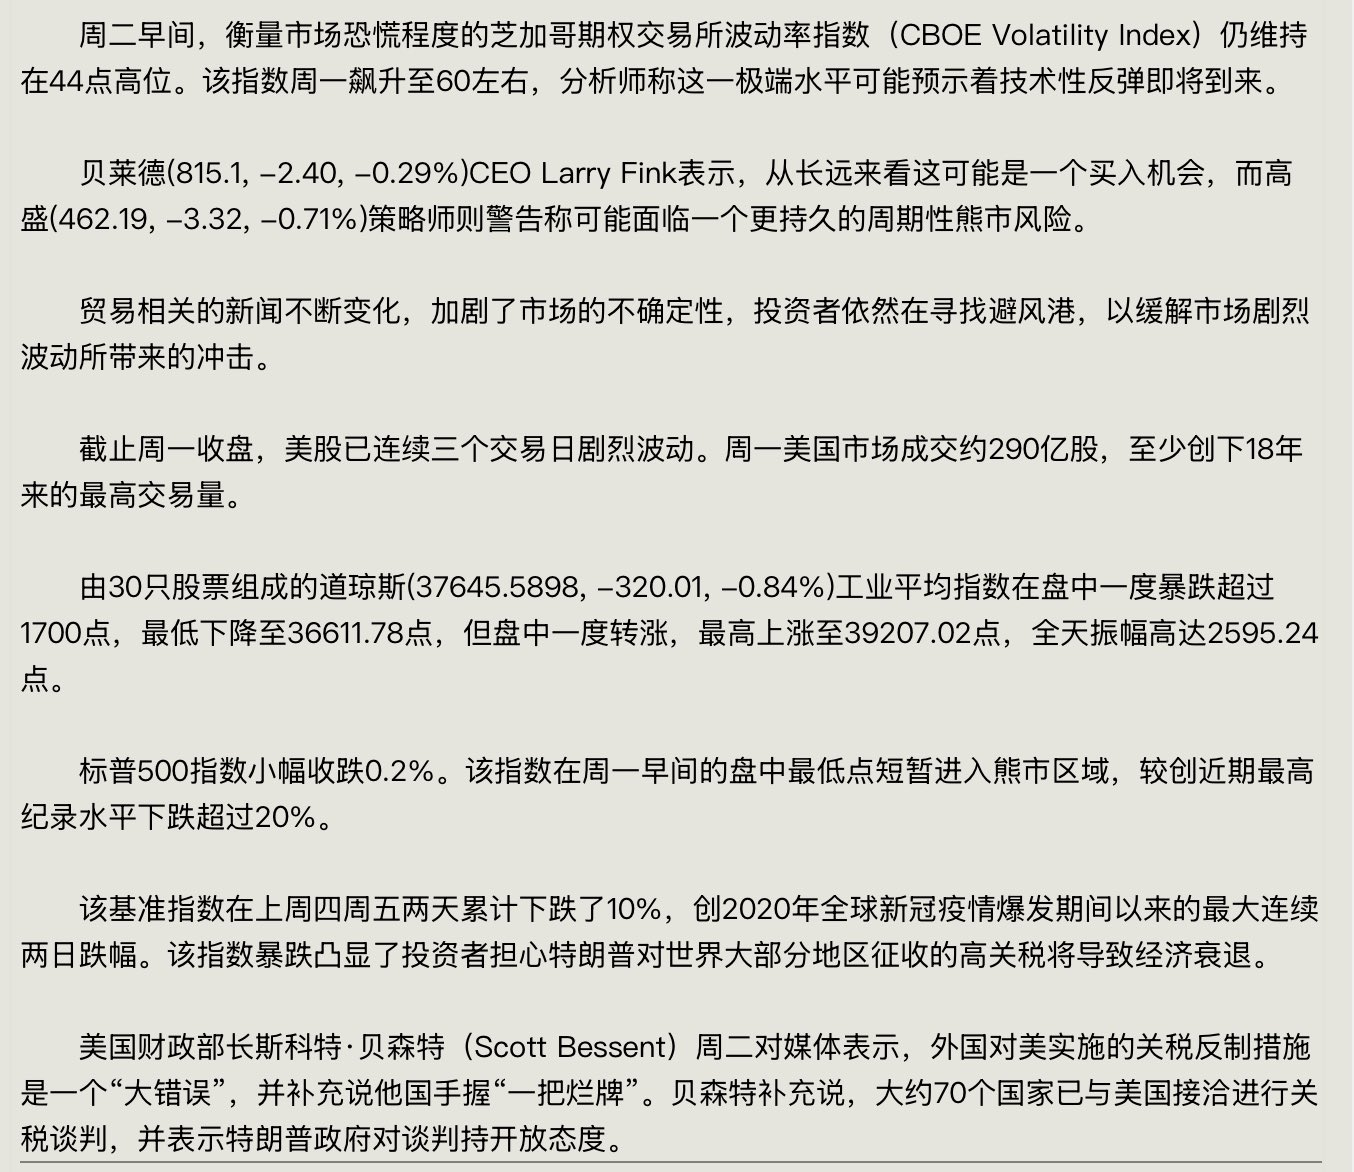 周二早间，衡量市场恐慌程度的芝加哥期权交易所波动率指数（CBOE Volatility Index）仍维持
在44点高位。该指数周一飙升至60左右，分析师称这一极端水平可能预示着技术性反弹即将到来。
贝莱德(815.1, −2.40, −0.29%)CEO Larry Fink表示，从长远来看这可能是一个买入机会，而高
盛(462.19, −3.32, −0.71%)策略师则警告称可能面临一个更持久的周期性熊市风险。
贸易相关的新闻不断变化，加剧了市场的不确定性，投资者依然在寻找避风港，以缓解市场剧烈
波动所带来的冲击。
截止周一收盘，美股已连续三个交易日剧烈波动。周一美国市场成交约290亿股，至少创下18年
来的最高交易量。
由30只股票组成的道琼斯(37645.5898, −320.01, −0.84%)工业平均指数在盘中一度暴跌超过
1700点，最低下降至36611.78点，但盘中一度转涨，最高上涨至39207.02点，全天振幅高达2595.24
点。
标普500指数小幅收跌0.2%。该指数在周一早间的盘中最低点短暂进入熊市区域，较创近期最高
纪录水平下跌超过20%。
该基准指数在上周四周五两天累计下跌了10%，创2020年全球新冠疫情爆发期间以来的最大连续
两日跌幅。该指数暴跌凸显了投资者担心特朗普对世界大部分地区征收的高关税将导致经济衰退。
美国财政部长斯科特·贝森特（Scott Bessent）周二对媒体表示，外国对美实施的关税反制措施
是一个“大错误”，并补充说他国手握“一把烂牌”。贝森特补充说，大约70个国家已与美国接洽进行关
税谈判，并表示特朗普政府对谈判持开放态度。